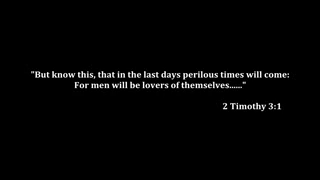 "But know this, that in the last days perilous times will come:
For men will be lovers of themselves......"
2 Timothy 3:1